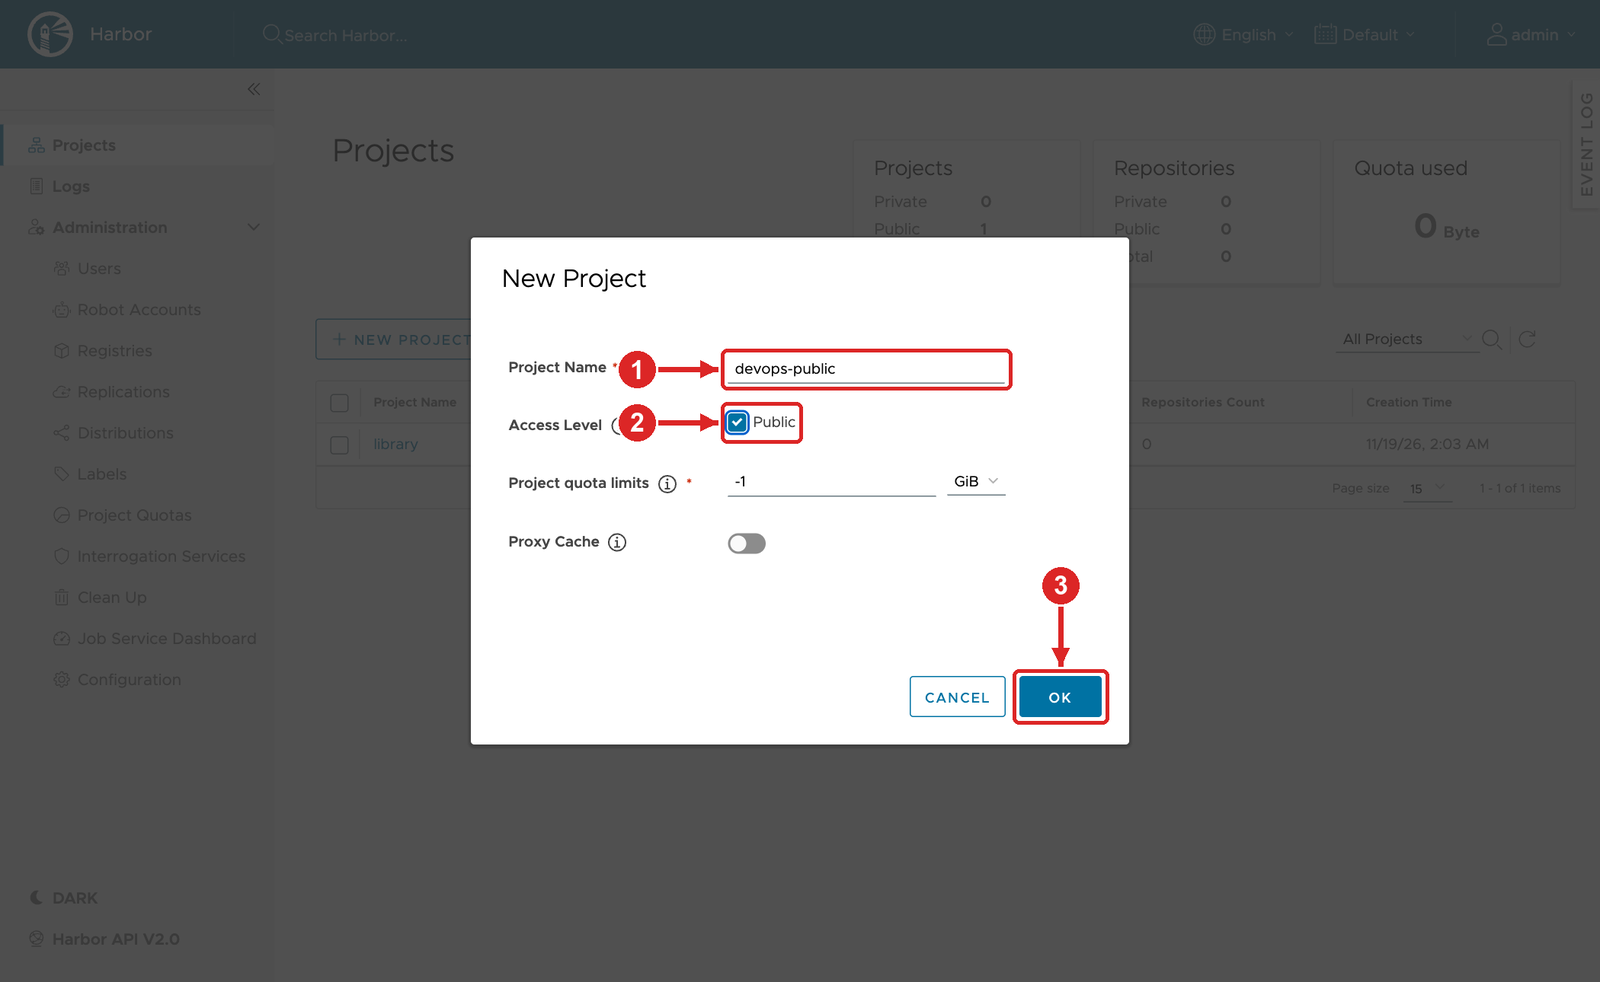 Harbor
Search Harbor...
English
Default
admin
EVENT LOG
Projects
Logs
Administration
Users
Robot Accounts
Registries
Replications
Distributions
Labels
Project Quotas
Interrogation Services
Clean Up
Job Service Dashboard
Configuration
DARK
Harbor API V2.0
Projects
Projects
Private 0
Public 1
Repositories
Private 0
Public 0
otal 0
Quota used
0 Byte
+ NEW PROJECT
All Projects
Project Name
Repositories Count
Creation Time
library
0
11/19/26, 2:03 AM
Page size 15
1 - 1 of 1 items
New Project
Project Name * 1 devops-public
Access Level 2 Public
Project quota limits * -1 GiB
Proxy Cache
3
CANCEL
OK